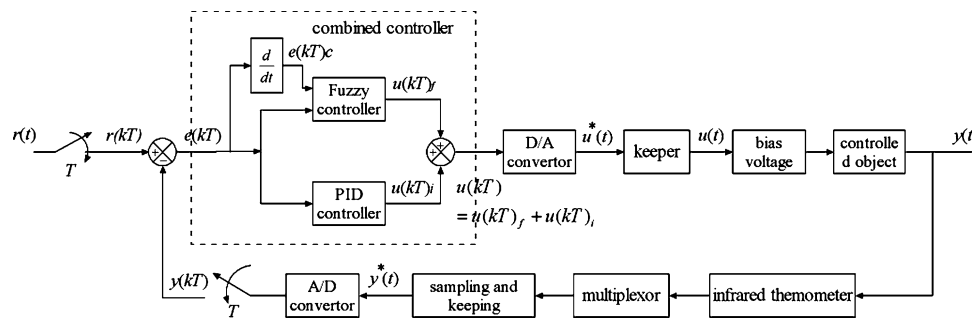 combined controller
d
dt
e(kT)c
Fuzzy
controller
u(kT)f
r(t)
T
r(kT)
e(kT)
+
−
+
+
PID
controller
u(kT)i
u(kT)
= u(kT)f + u(kT)i
D/A
convertor
u*(t)
keeper
u(t)
bias
voltage
controlle
d object
y(t
y(kT)
T
A/D
convertor
y*(t)
sampling and
keeping
multiplexor
infrared themometer